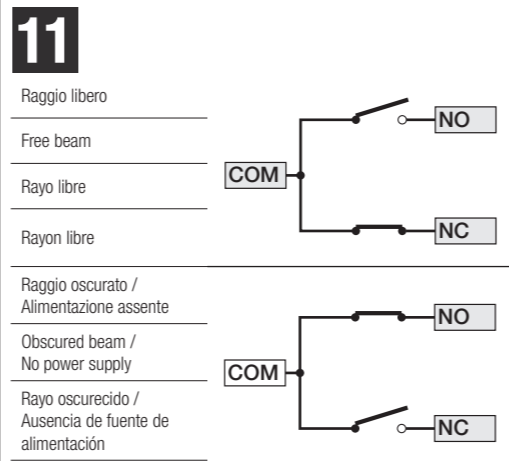 11
Raggio libero
Free beam
Rayo libre
Rayon libre
COM
NO
NC
Raggio oscurato /
Alimentazione assente
Obscured beam /
No power supply
Rayo oscurecido /
Ausencia de fuente de
alimentación
COM
NO
NC